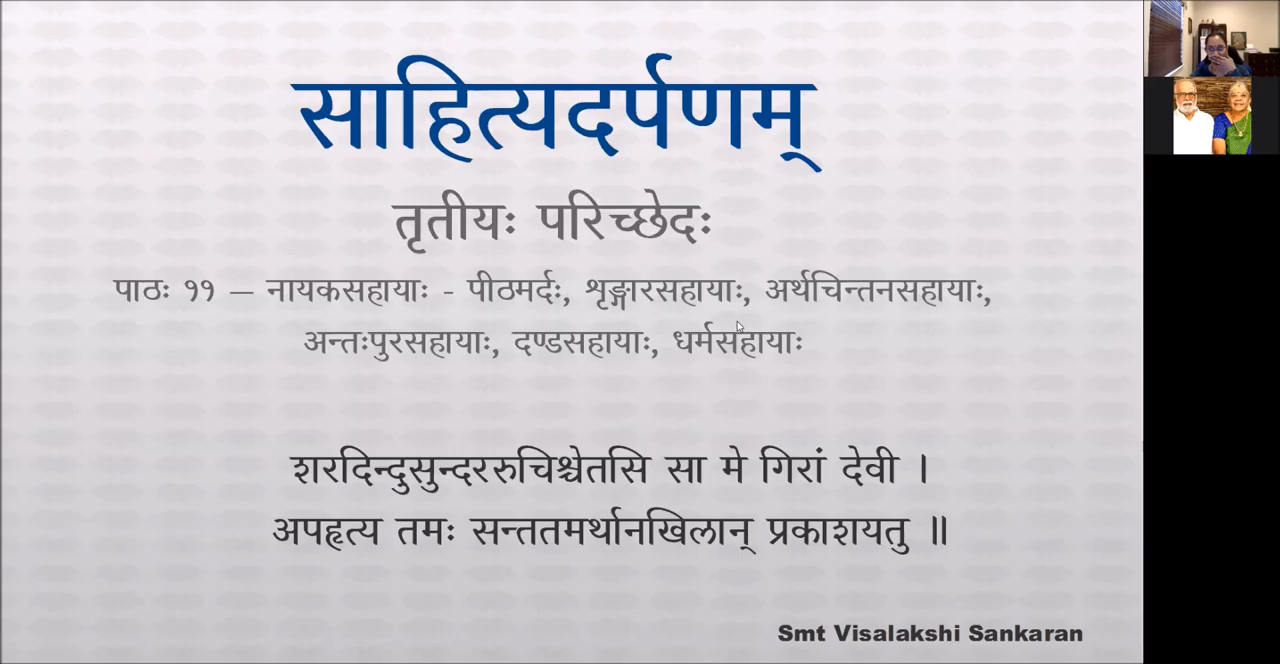 साहित्यदर्पणम्
तृतीयः परिच्छेदः
पाठः ११ – नायकसहायाः - पीठमर्दः, शृङ्गारसहायाः, अर्थचिन्तनसहायाः,
अन्तःपुरसहायाः, दण्डसहायाः, धर्मसहायाः
शरदिन्दुसुन्दररुचिश्चेतसि सा मे गिरां देवी ।
अपहृत्य तमः सन्ततमर्थानखिलान् प्रकाशयतु ॥
Smt Visalakshi Sankaran